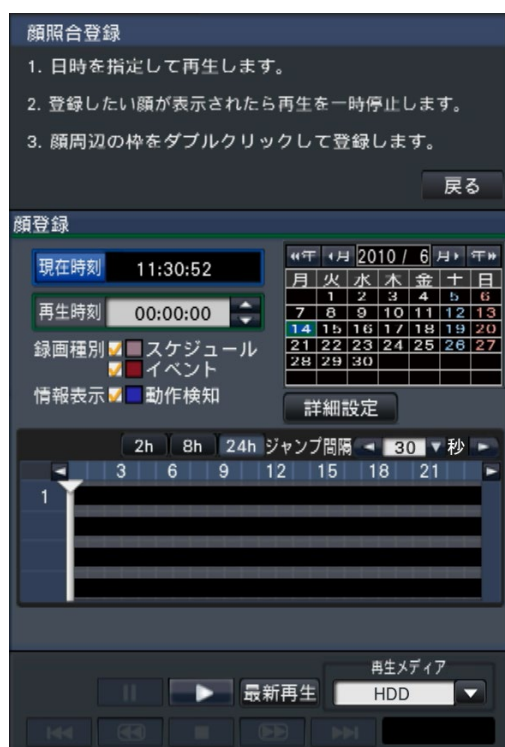 顔照合登録
1. 日時を指定して再生します。
2. 登録したい顔が表示されたら再生を一時停止します。
3. 顔周辺の枠をダブルクリックして登録します。
戻る
顔登録
現在時刻 11:30:52
再生時刻 00:00:00
録画種別 スケジュール
イベント
情報表示 動作検知
年 月 2010 / 6 月 年
月 火 水 木 金 土 日
1 2 3 4 5 6
7 8 9 10 11 12 13
14 15 16 17 18 19 20
21 22 23 24 25 26 27
28 29 30
詳細設定
2h 8h 24h ジャンプ間隔 30 秒
3 6 9 12 15 18 21
1
再生メディア
最新再生 HDD